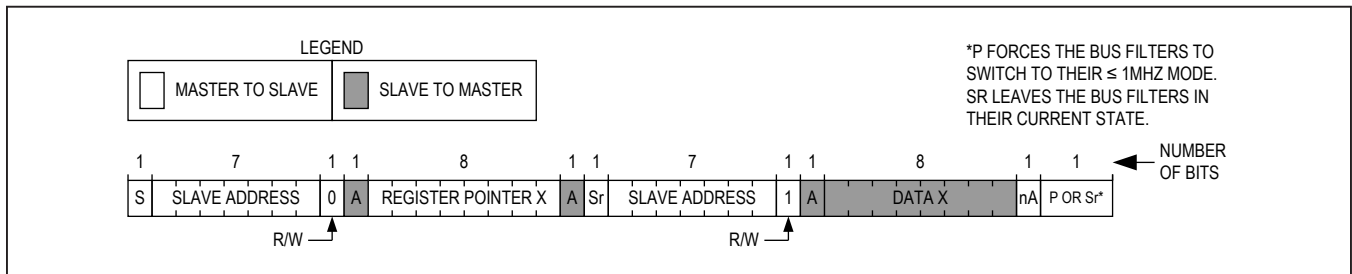 LEGEND
MASTER TO SLAVE SLAVE TO MASTER
*P FORCES THE BUS FILTERS TO
SWITCH TO THEIR ≤ 1MHZ MODE.
SR LEAVES THE BUS FILTERS IN
THEIR CURRENT STATE.
1 7 1 1 8 1 1 7 1 1 8 1 1 NUMBER
OF BITS
S SLAVE ADDRESS 0 A REGISTER POINTER X A Sr SLAVE ADDRESS 1 A DATA X nA P OR Sr*
R/W R/W